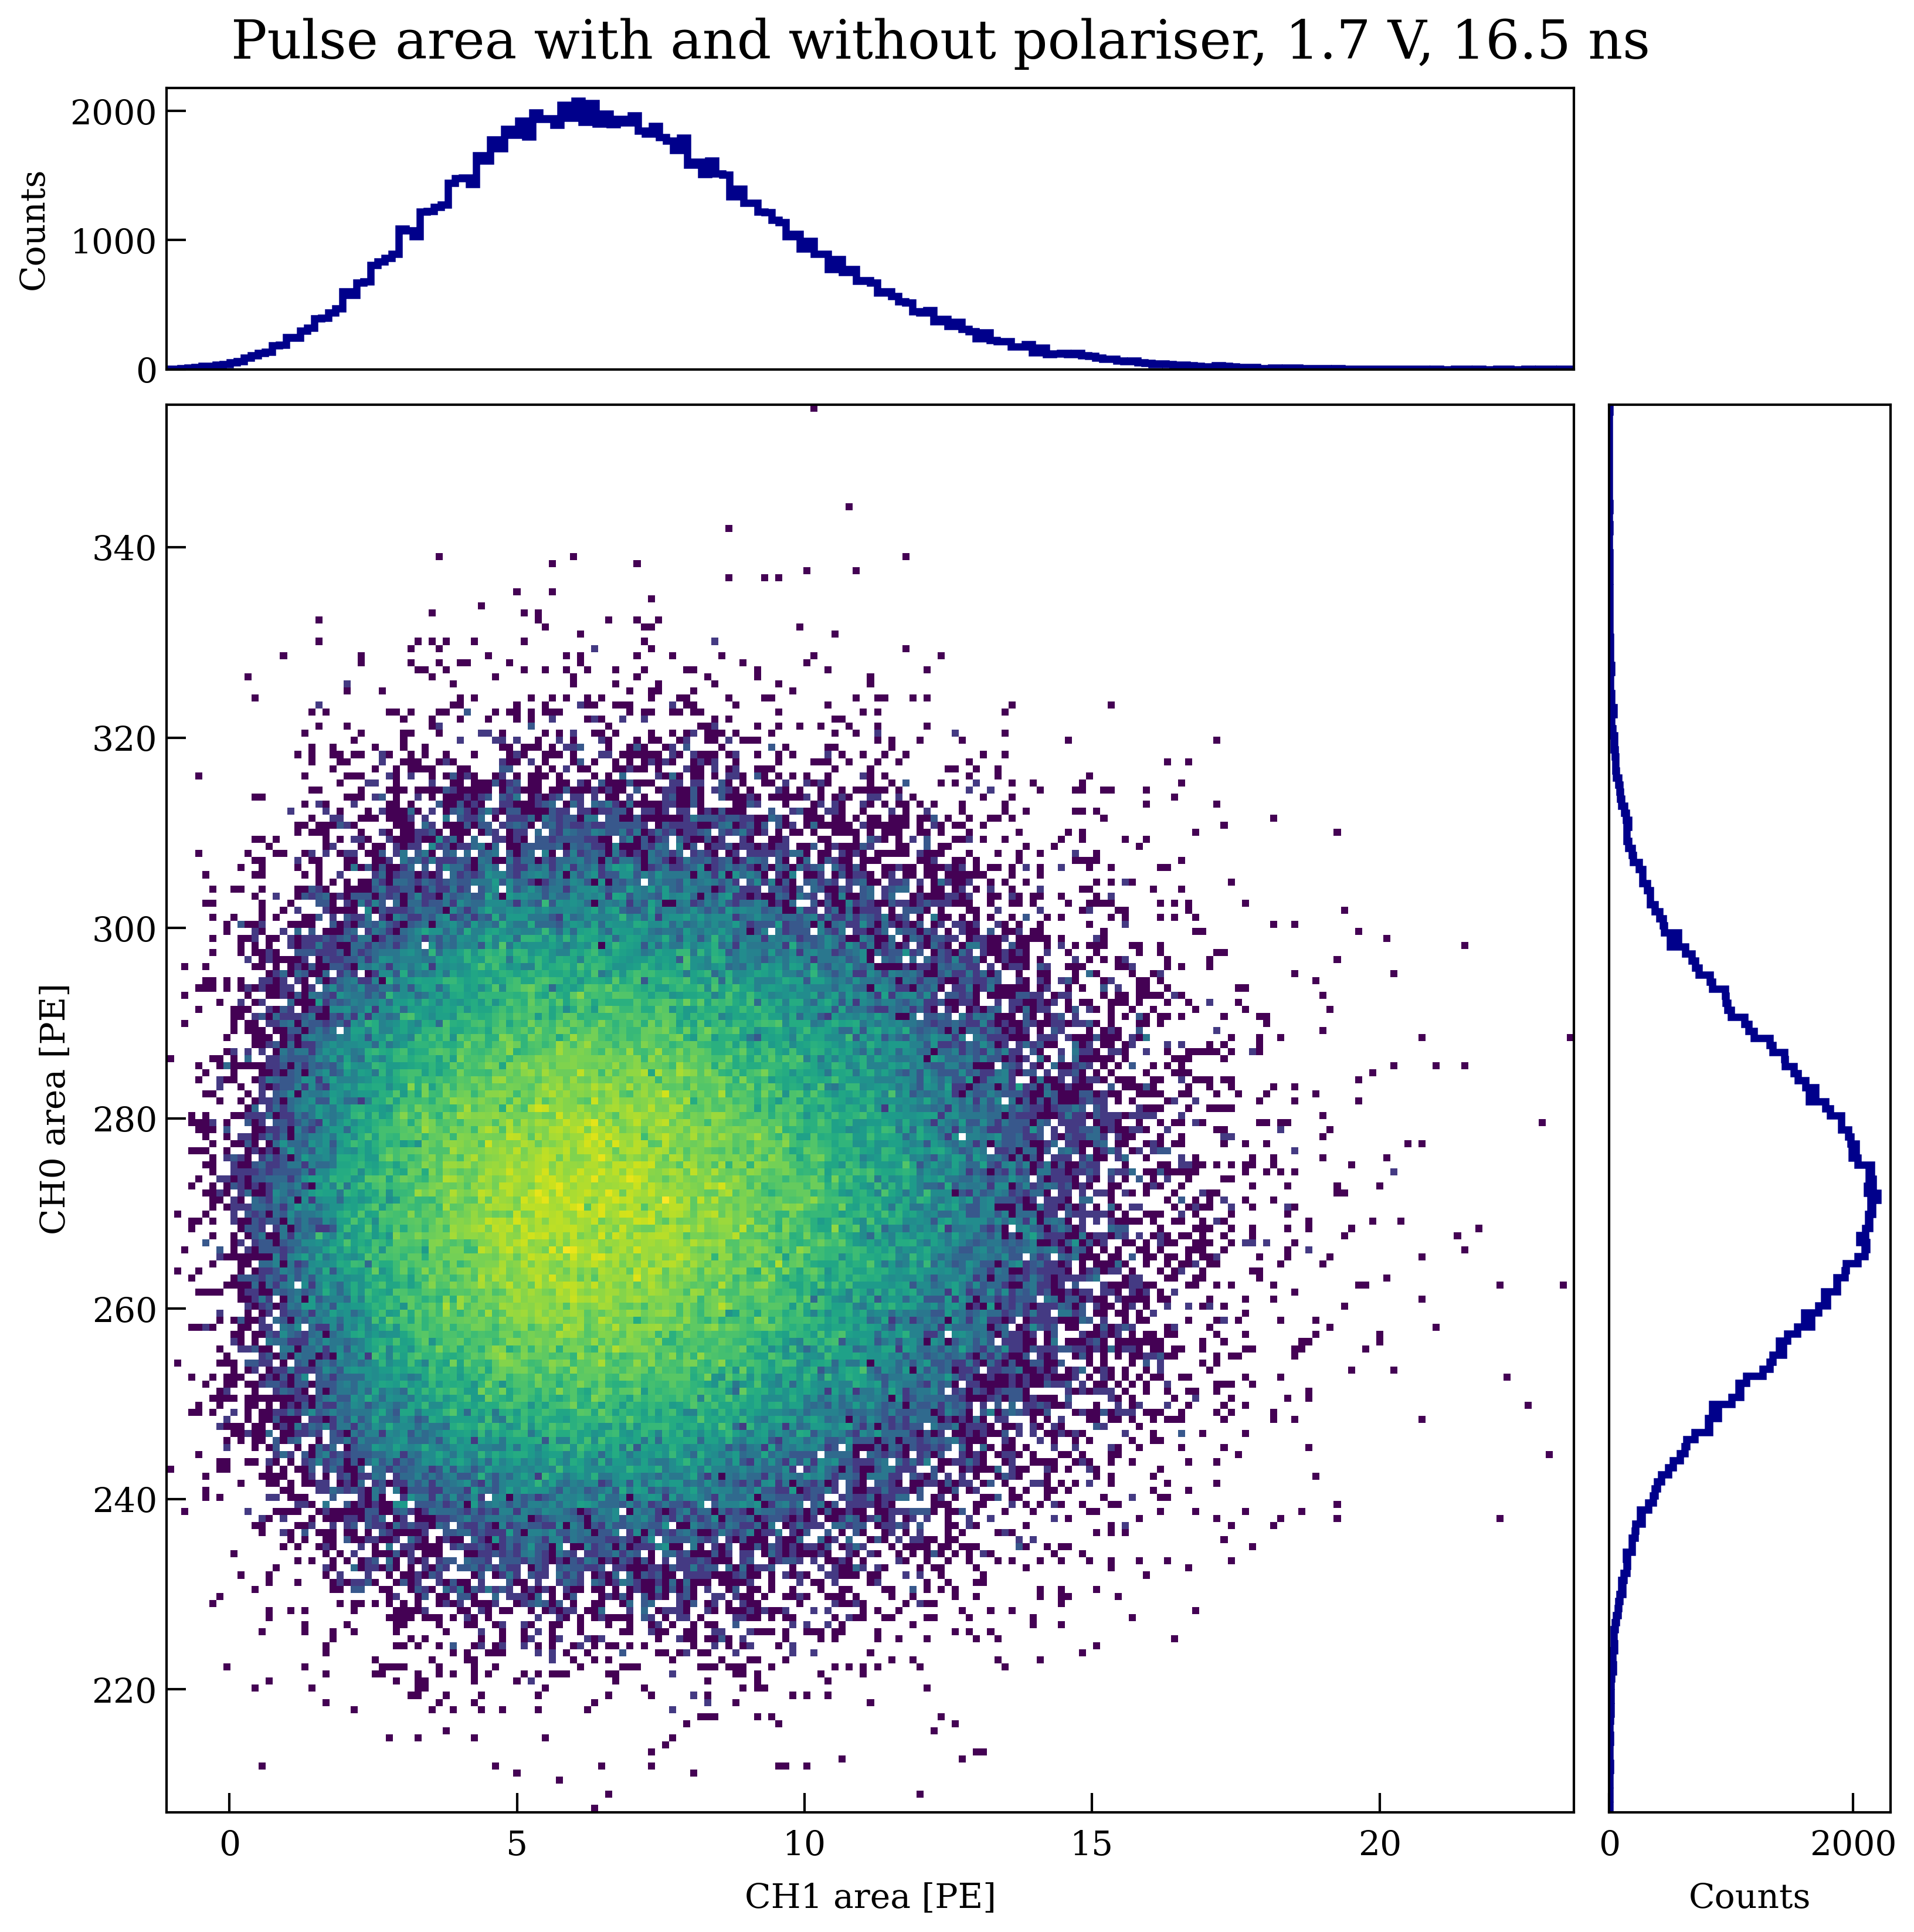 Pulse area with and without polariser, 1.7 V, 16.5 ns
2000
1000
0
Counts
340
320
300
280
260
240
220
CH0 area [PE]
0 5 10 15 20
CH1 area [PE]
0 2000
Counts